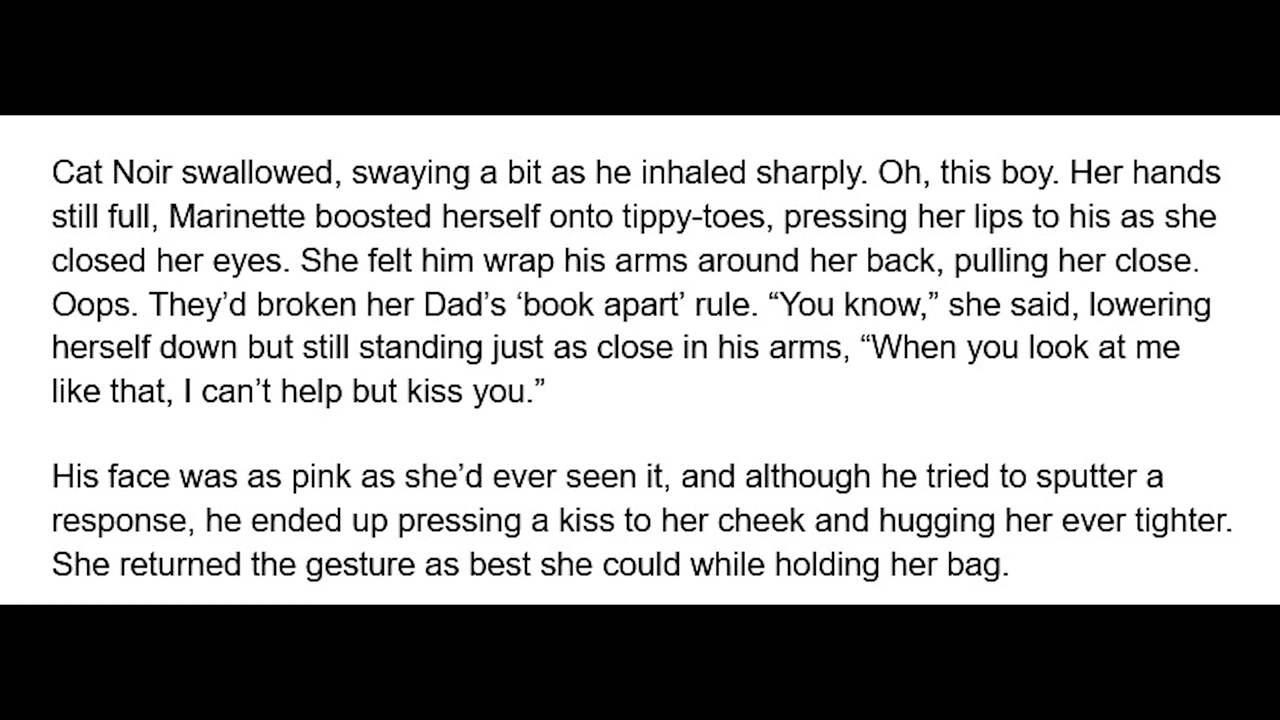 Cat Noir swallowed, swaying a bit as he inhaled sharply. Oh, this boy. Her hands
still full, Marinette boosted herself onto tippy-toes, pressing her lips to his as she
closed her eyes. She felt him wrap his arms around her back, pulling her close.
Oops. They’d broken her Dad’s ‘book apart’ rule. “You know,” she said, lowering
herself down but still standing just as close in his arms, “When you look at me
like that, I can’t help but kiss you.”
His face was as pink as she’d ever seen it, and although he tried to sputter a
response, he ended up pressing a kiss to her cheek and hugging her ever tighter.
She returned the gesture as best she could while holding her bag.